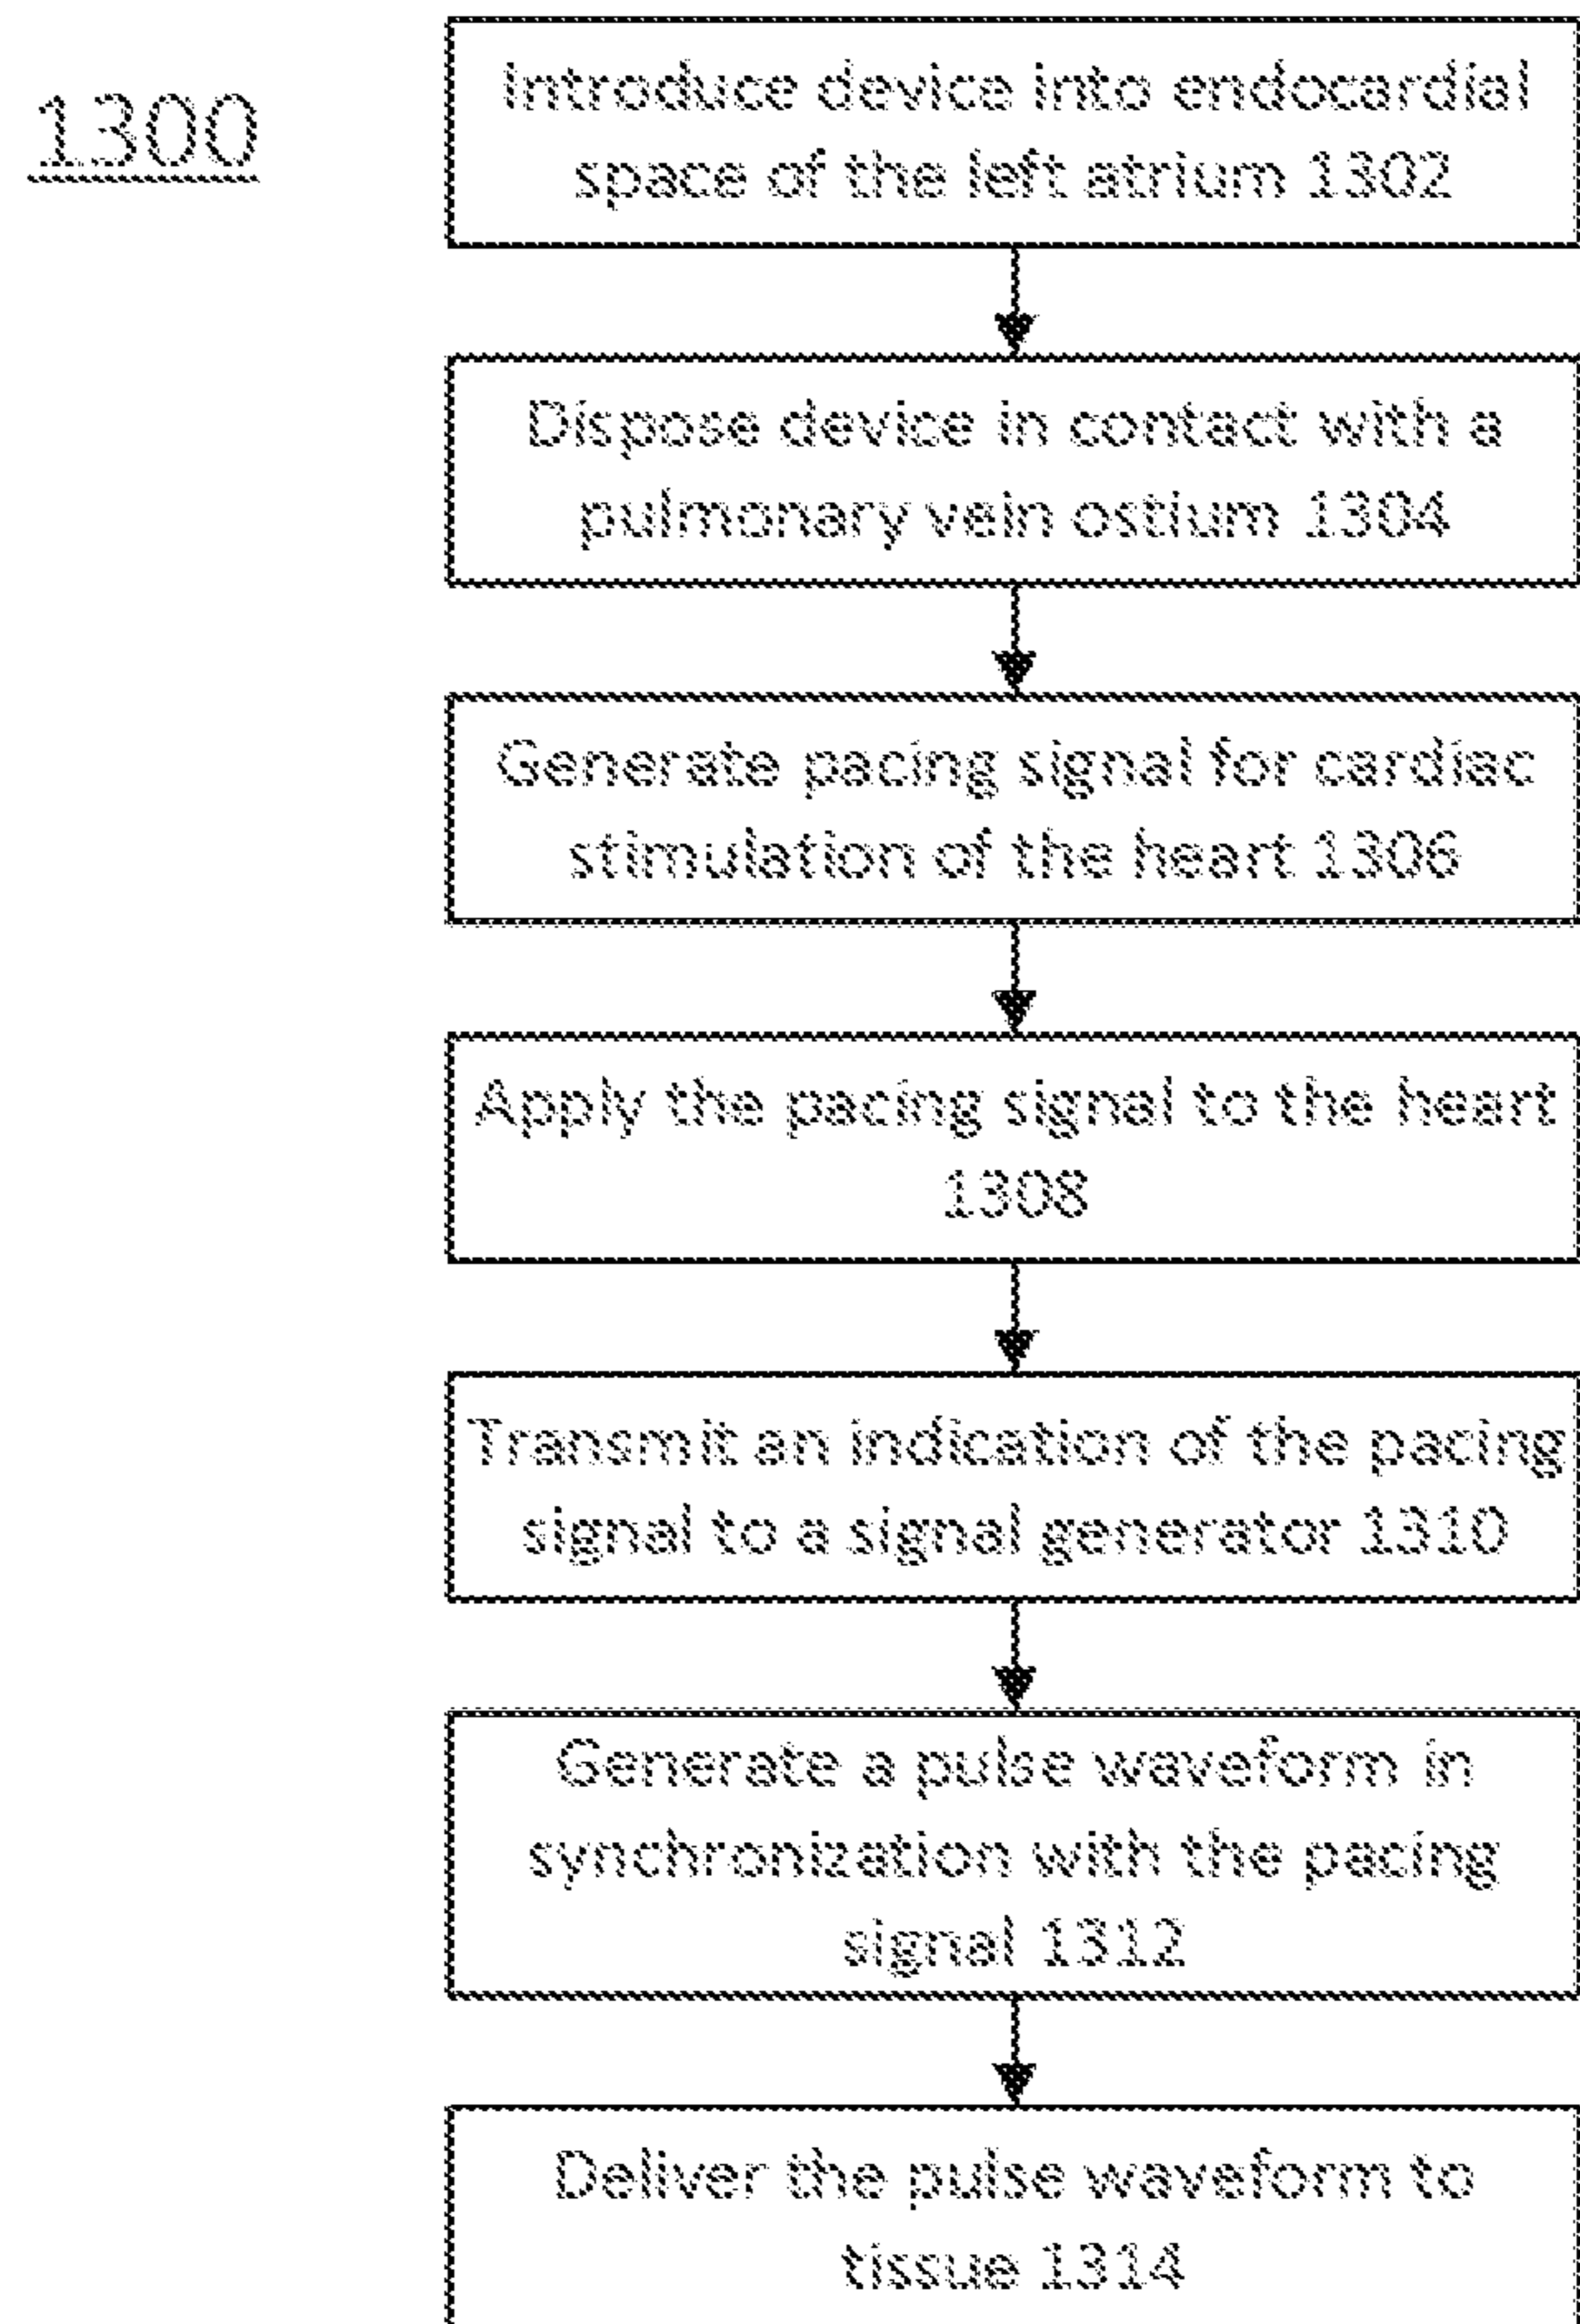 1300
Introduce device into endocardial
space of the left atrium 1302
Dispose device in contact with a
pulmonary vein ostium 1304
Generate pacing signal for cardiac
stimulation of the heart 1306
Apply the pacing signal to the heart
1308
Transmit an indication of the pacing
signal to a signal generator 1310
Generate a pulse waveform in
synchronization with the pacing
signal 1312
Deliver the pulse waveform to
tissue 1314